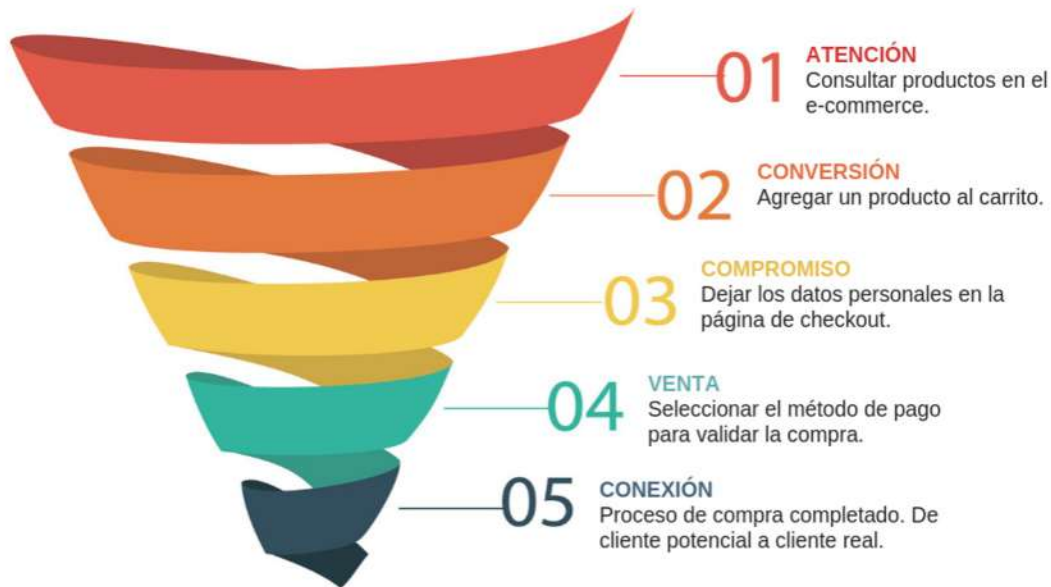 01
ATENCIÓN
Consultar productos en el
e-commerce.
02
CONVERSIÓN
Agregar un producto al carrito.
03
COMPROMISO
Dejar los datos personales en la
página de checkout.
04
VENTA
Seleccionar el método de pago
para validar la compra.
05
CONEXIÓN
Proceso de compra completado. De
cliente potencial a cliente real.